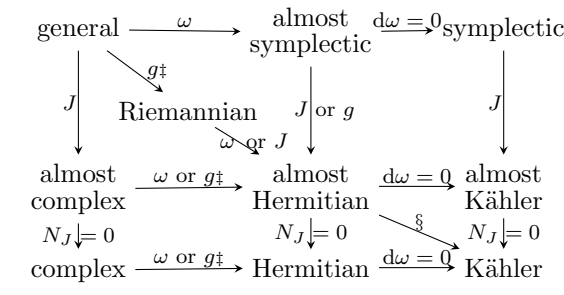 general ω almost symplectic dω = 0 symplectic
g‡
J Riemannian J or g J
ω or J
almost complex ω or g‡ almost Hermitian dω = 0 almost Kähler
§
N_J = 0 N_J = 0 N_J = 0
complex ω or g‡ Hermitian dω = 0 Kähler